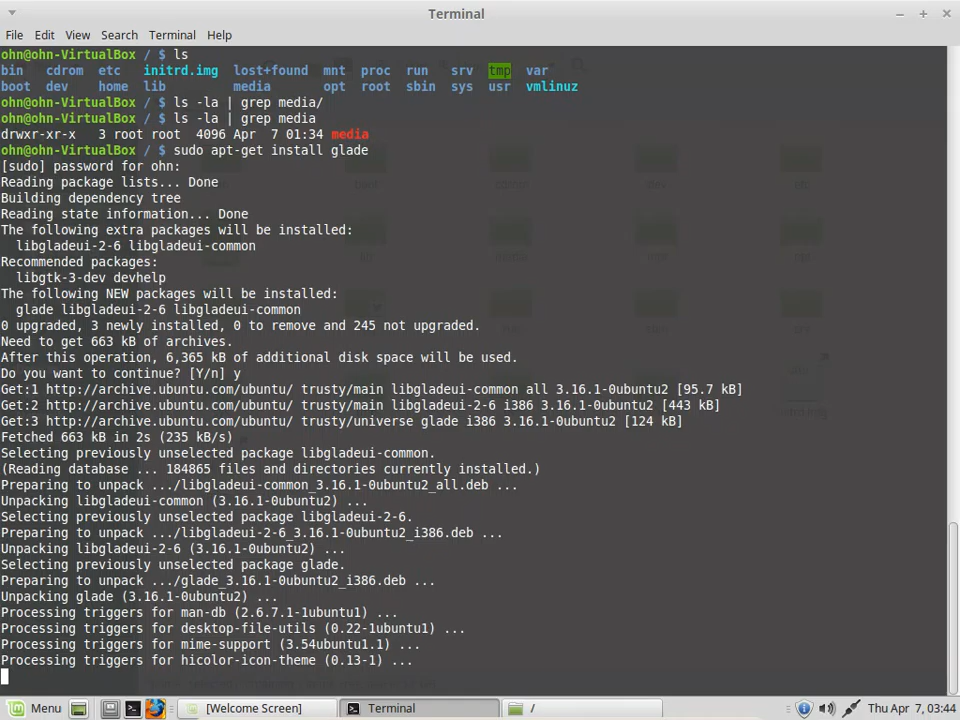 Terminal
File Edit View Search Terminal Help
ohn@ohn-VirtualBox / $ ls
bin cdrom etc initrd.img lost+found mnt proc run srv tmp var
boot dev home lib media opt root sbin sys usr vmlinuz
ohn@ohn-VirtualBox / $ ls -la | grep media/
ohn@ohn-VirtualBox / $ ls -la | grep media
drwxr-xr-x 3 root root 4096 Apr 7 01:34 media
ohn@ohn-VirtualBox / $ sudo apt-get install glade
[sudo] password for ohn:
Reading package lists... Done
Building dependency tree
Reading state information... Done
The following extra packages will be installed:
libgladeui-2-6 libgladeui-common
Recommended packages:
libgtk-3-dev devhelp
The following NEW packages will be installed:
glade libgladeui-2-6 libgladeui-common
0 upgraded, 3 newly installed, 0 to remove and 245 not upgraded.
Need to get 663 kB of archives.
After this operation, 6,365 kB of additional disk space will be used.
Do you want to continue? [Y/n] y
Get:1 http://archive.ubuntu.com/ubuntu/ trusty/main libgladeui-common all 3.16.1-0ubuntu2 [95.7 kB]
Get:2 http://archive.ubuntu.com/ubuntu/ trusty/main libgladeui-2-6 i386 3.16.1-0ubuntu2 [443 kB]
Get:3 http://archive.ubuntu.com/ubuntu/ trusty/universe glade i386 3.16.1-0ubuntu2 [124 kB]
Fetched 663 kB in 2s (235 kB/s)
Selecting previously unselected package libgladeui-common.
(Reading database ... 184865 files and directories currently installed.)
Preparing to unpack .../libgladeui-common_3.16.1-0ubuntu2_all.deb ...
Unpacking libgladeui-common (3.16.1-0ubuntu2) ...
Selecting previously unselected package libgladeui-2-6.
Preparing to unpack .../libgladeui-2-6_3.16.1-0ubuntu2_i386.deb ...
Unpacking libgladeui-2-6 (3.16.1-0ubuntu2) ...
Selecting previously unselected package glade.
Preparing to unpack .../glade_3.16.1-0ubuntu2_i386.deb ...
Unpacking glade (3.16.1-0ubuntu2) ...
Processing triggers for man-db (2.6.7.1-1ubuntu1) ...
Processing triggers for desktop-file-utils (0.22-1ubuntu1) ...
Processing triggers for mime-support (3.54ubuntu1.1) ...
Processing triggers for hicolor-icon-theme (0.13-1) ...
Menu [Welcome Screen] Terminal / Thu Apr 7, 03:44